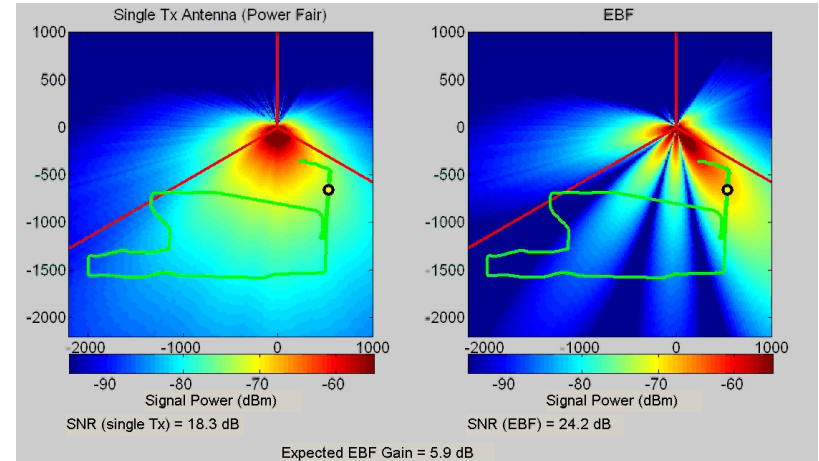 Single Tx Antenna (Power Fair)
EBF
1000
500
0
-500
-1000
-1500
-2000
-2000 -1000 0 1000
-90 -80 -70 -60
Signal Power (dBm)
SNR (single Tx) = 18.3 dB
1000
500
0
-500
-1000
-1500
-2000
-2000 -1000 0 1000
-90 -80 -70 -60
Signal Power (dBm)
SNR (EBF) = 24.2 dB
Expected EBF Gain = 5.9 dB